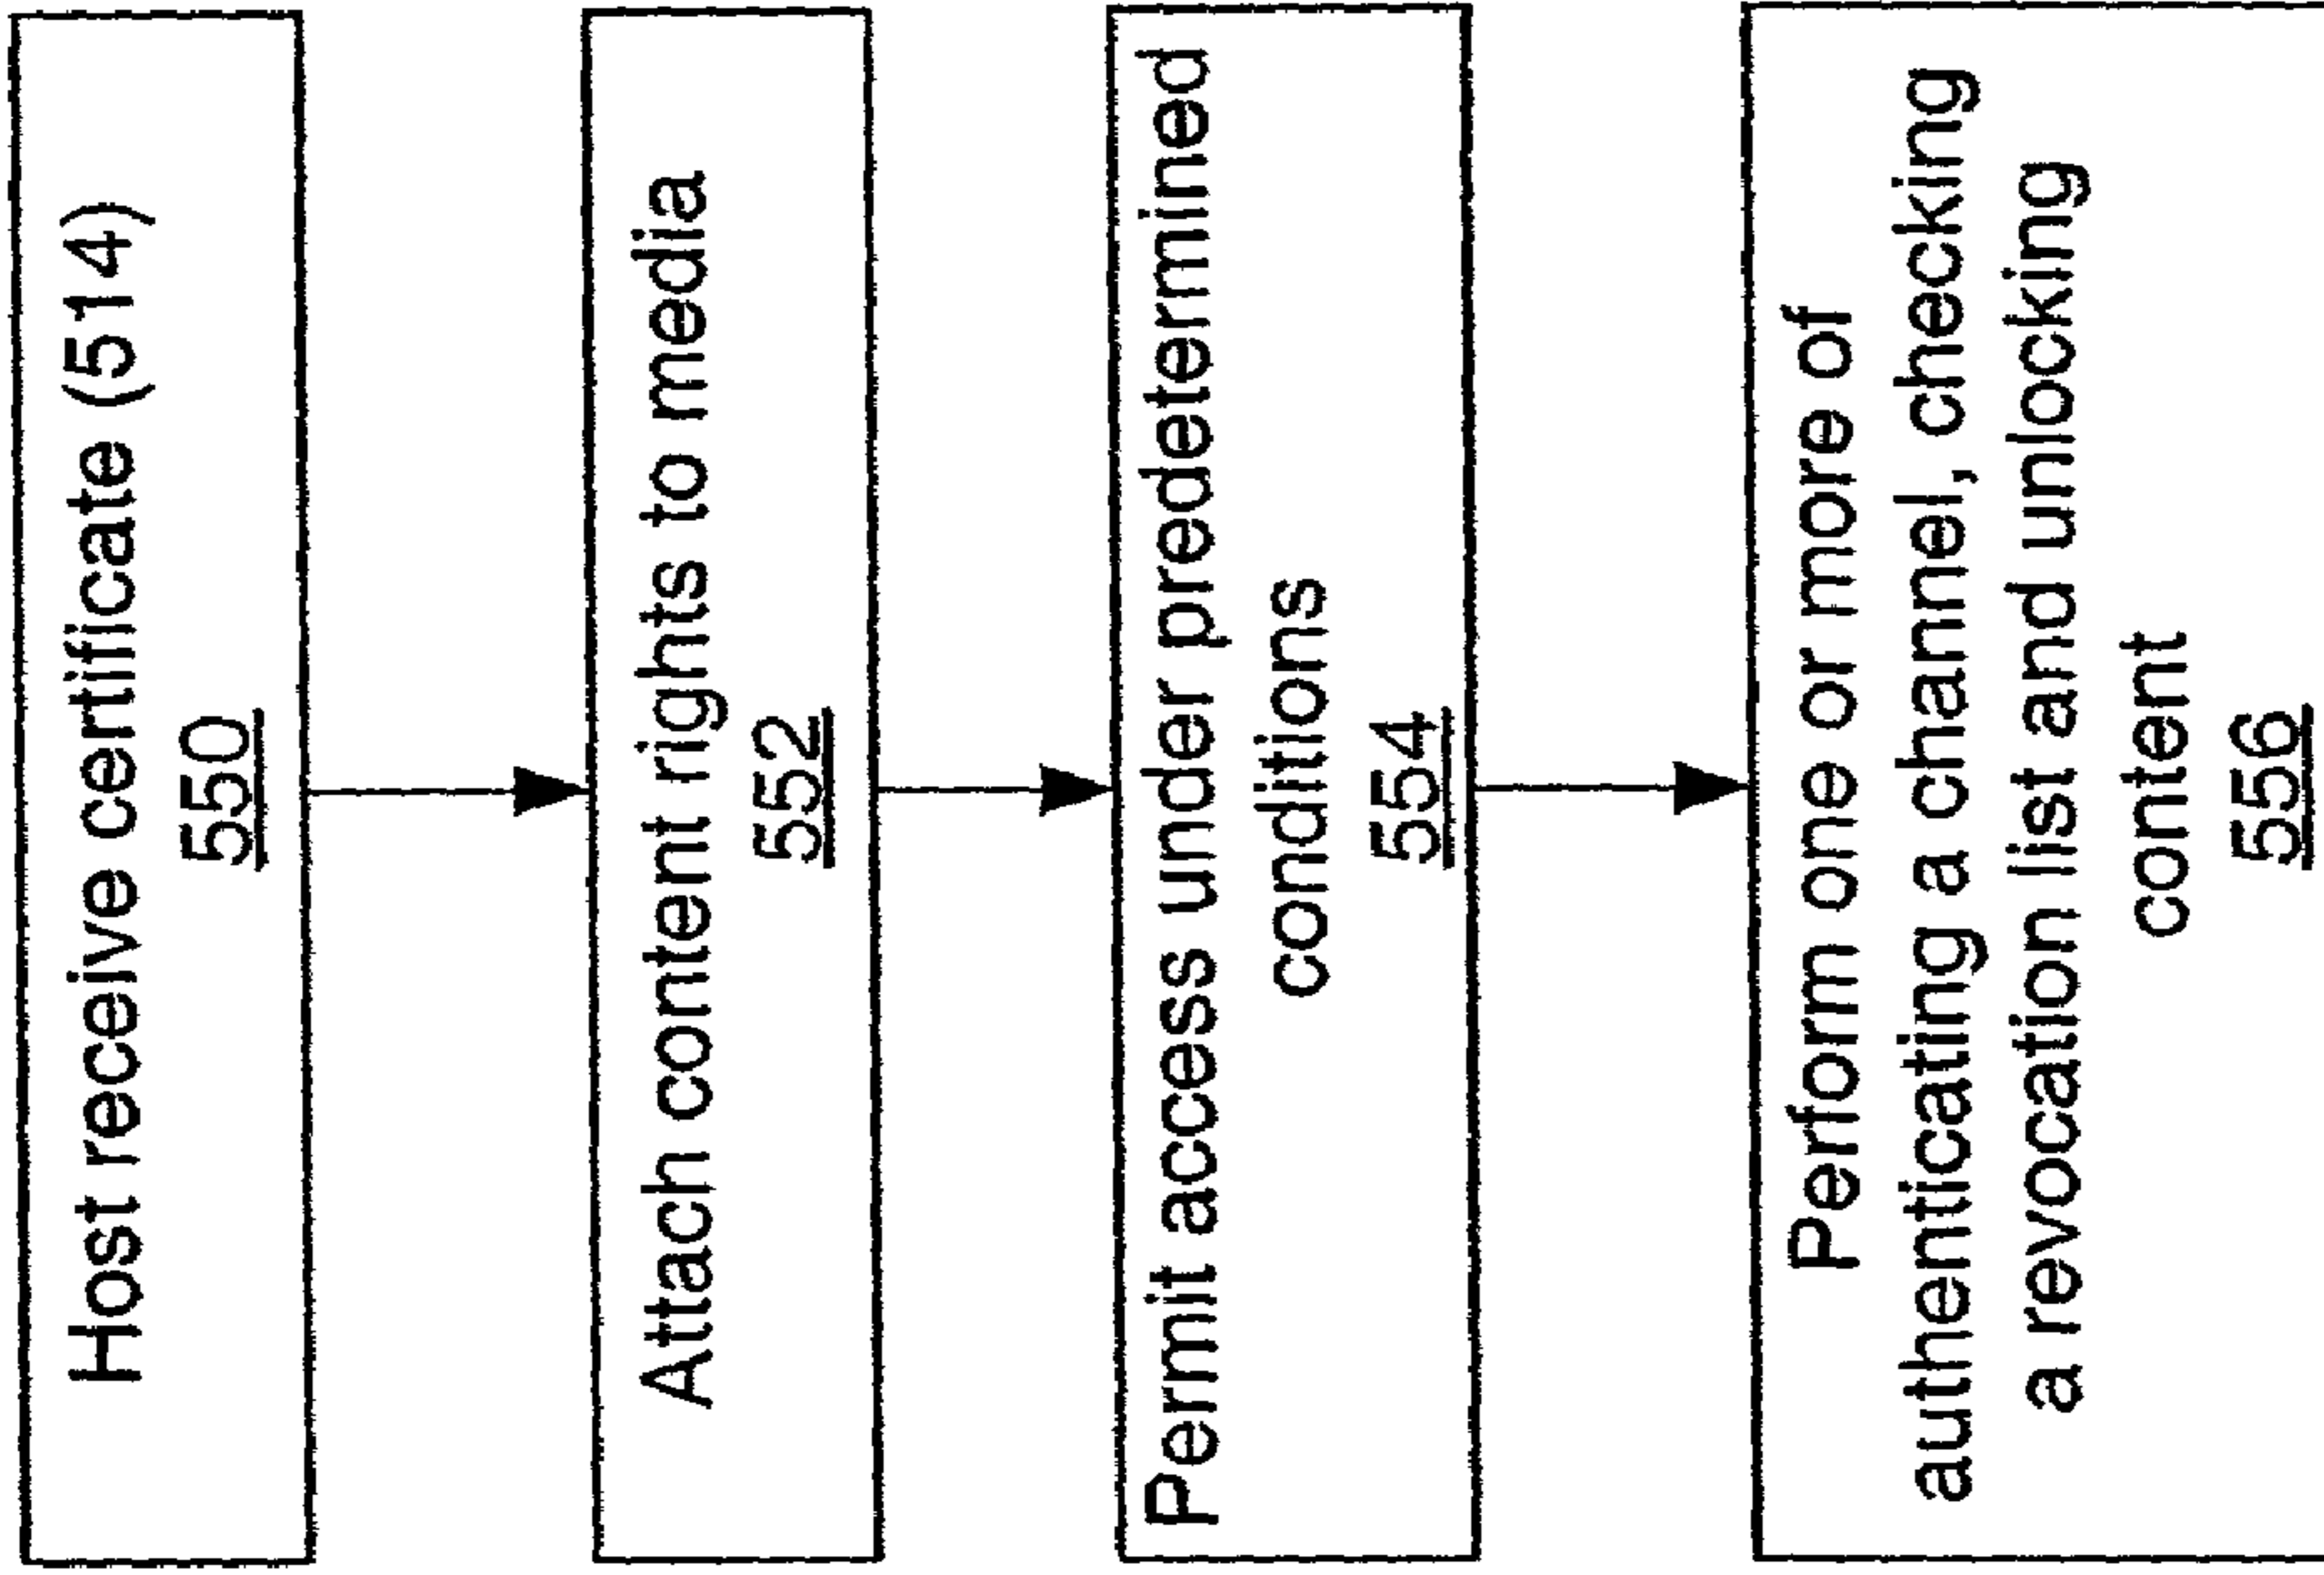 Host receive certificate (514)
550
Attach content rights to media
552
Permit access under predetermined
conditions
554
Perform one or more of
authenticating a channel, checking
a revocation list and unlocking
content
556